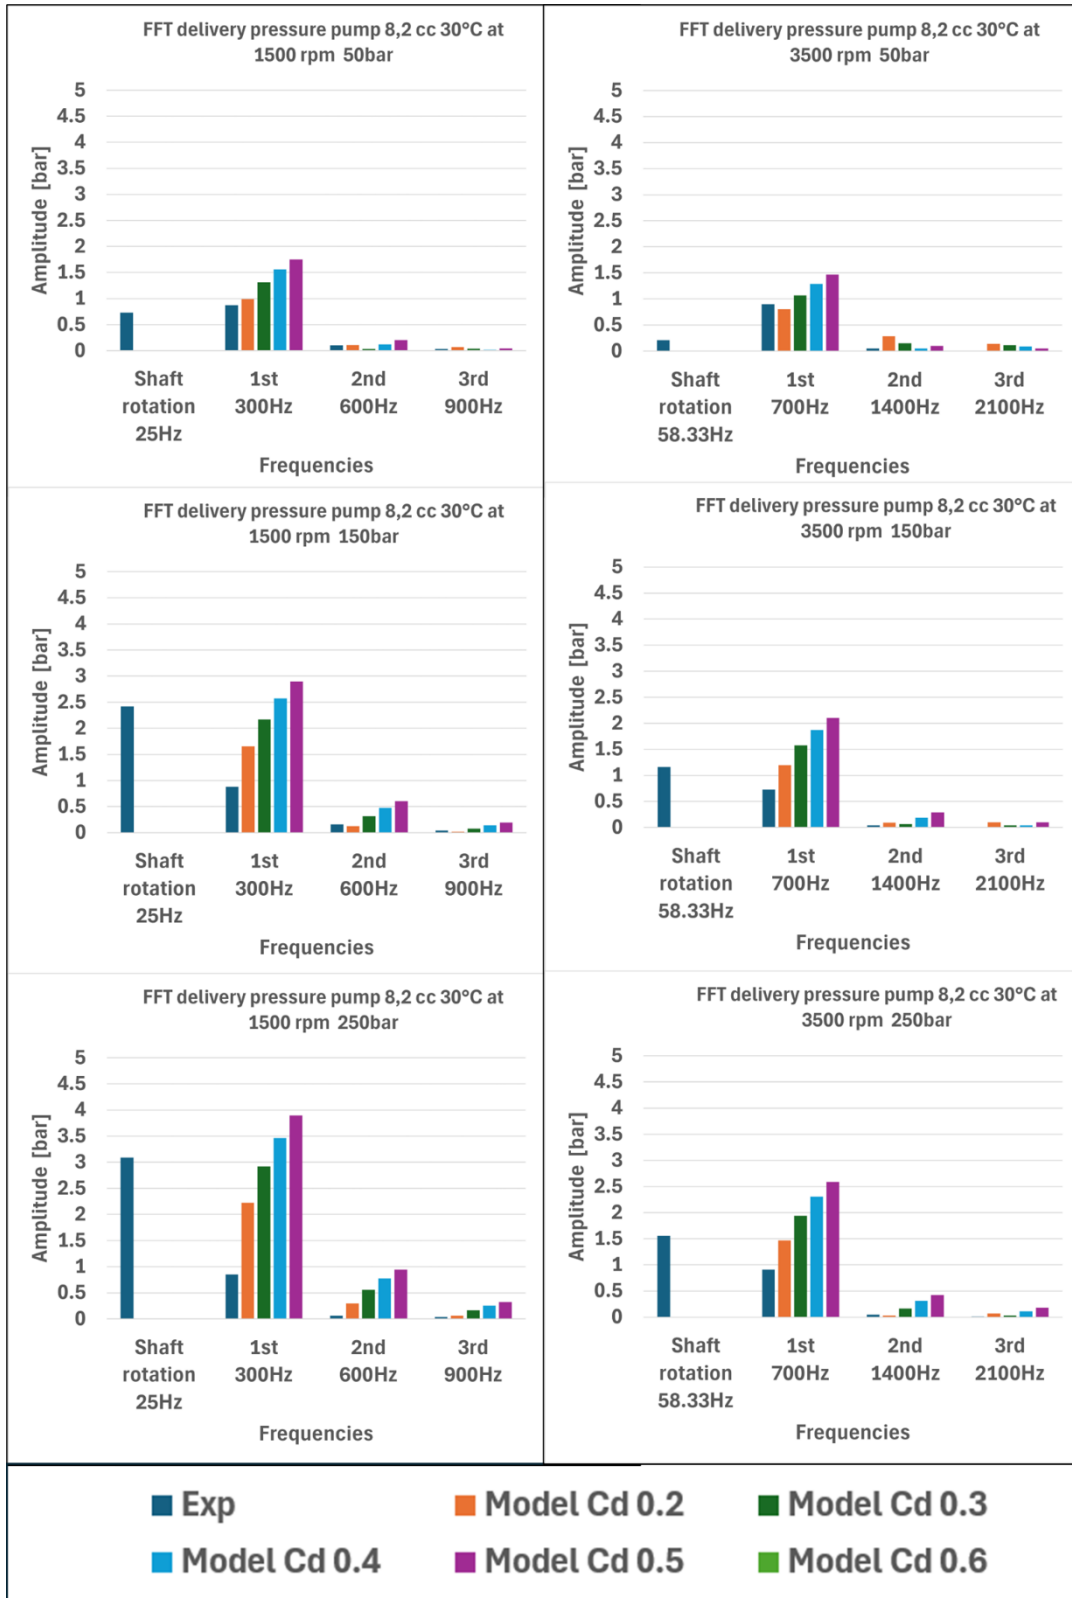 FFT delivery pressure pump 8,2 cc 30°C at
1500 rpm 50bar
5
4.5
4
3.5
3
2.5
2
1.5
1
0.5
0
Amplitude [bar]
Shaft
rotation
25Hz
1st
300Hz
2nd
600Hz
3rd
900Hz
Frequencies
FFT delivery pressure pump 8,2 cc 30°C at
3500 rpm 50bar
5
4.5
4
3.5
3
2.5
2
1.5
1
0.5
0
Amplitude [bar]
Shaft
rotation
58.33Hz
1st
700Hz
2nd
1400Hz
3rd
2100Hz
Frequencies
FFT delivery pressure pump 8,2 cc 30°C at
1500 rpm 150bar
5
4.5
4
3.5
3
2.5
2
1.5
1
0.5
0
Amplitude [bar]
Shaft
rotation
25Hz
1st
300Hz
2nd
600Hz
3rd
900Hz
Frequencies
FFT delivery pressure pump 8,2 cc 30°C at
3500 rpm 150bar
5
4.5
4
3.5
3
2.5
2
1.5
1
0.5
0
Amplitude [bar]
Shaft
rotation
58.33Hz
1st
700Hz
2nd
1400Hz
3rd
2100Hz
Frequencies
FFT delivery pressure pump 8,2 cc 30°C at
1500 rpm 250bar
5
4.5
4
3.5
3
2.5
2
1.5
1
0.5
0
Amplitude [bar]
Shaft
rotation
25Hz
1st
300Hz
2nd
600Hz
3rd
900Hz
Frequencies
FFT delivery pressure pump 8,2 cc 30°C at
3500 rpm 250bar
5
4.5
4
3.5
3
2.5
2
1.5
1
0.5
0
Amplitude [bar]
Shaft
rotation
58.33Hz
1st
700Hz
2nd
1400Hz
3rd
2100Hz
Frequencies
Exp
Model Cd 0.2
Model Cd 0.3
Model Cd 0.4
Model Cd 0.5
Model Cd 0.6